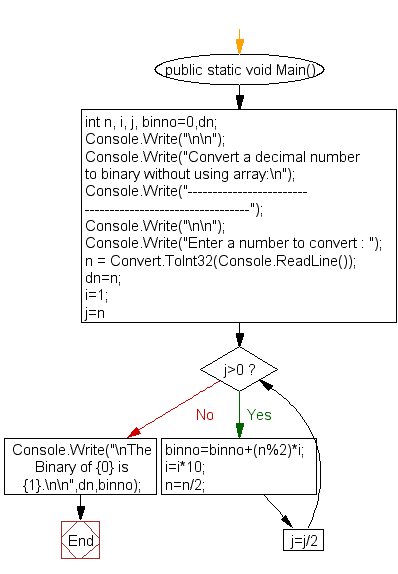 public static void Main()
int n, i, j, binno=0,dn;
Console.Write("\n\n");
Console.Write("Convert a decimal number
to binary without using array:\n");
Console.Write("------------------------
---------------------------------");
Console.Write("\n\n");
Console.Write("Enter a number to convert : ");
n = Convert.ToInt32(Console.ReadLine());
dn=n;
i=1;
j=n
j>0 ?
No
Yes
Console.Write("\nThe
Binary of {0} is
{1}.\n\n",dn,binno);
binno=binno+(n%2)*i;
i=i*10;
n=n/2;
End
j=j/2